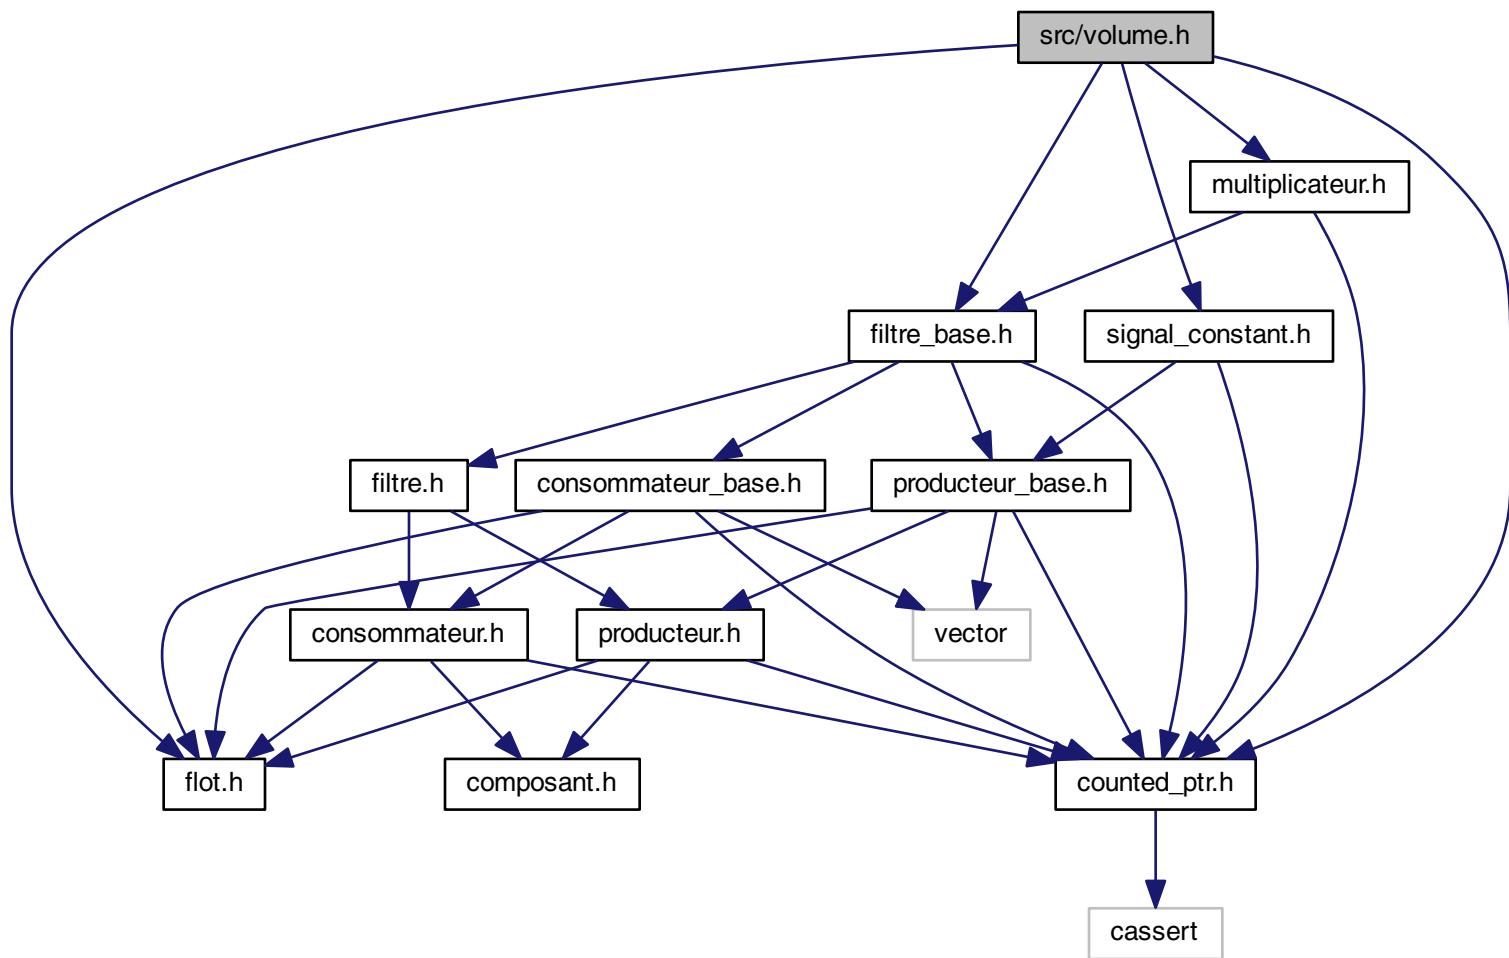 src/volume.h
multiplicateur.h
filtre_base.h
signal_constant.h
filtre.h
consommateur_base.h
producteur_base.h
consommateur.h
producteur.h
vector
flot.h
composant.h
counted_ptr.h
cassert